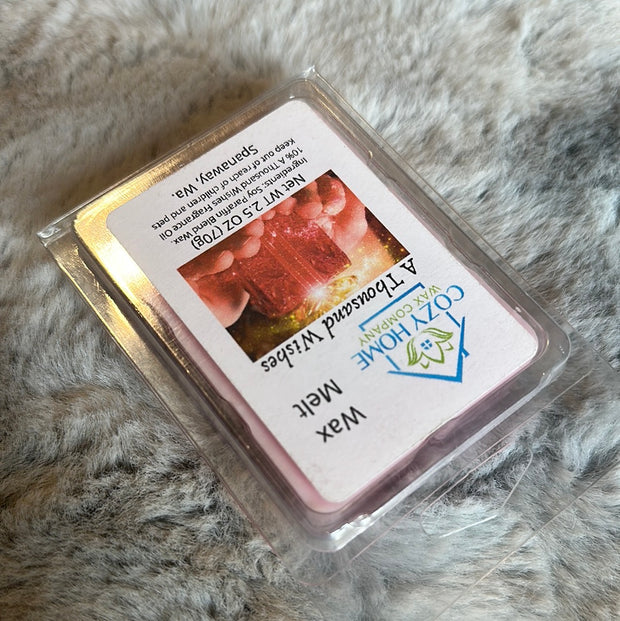 COZY HOME
WAX COMPANY
Wax
Melt
A Thousand Wishes
Net WT 2.5 OZ (70g)
Ingredients: Soy Paraffin Blend Wax.
10% A Thousand Wishes Fragrance Oil
Keep out of reach of children and pets
Spanaway, Wa.